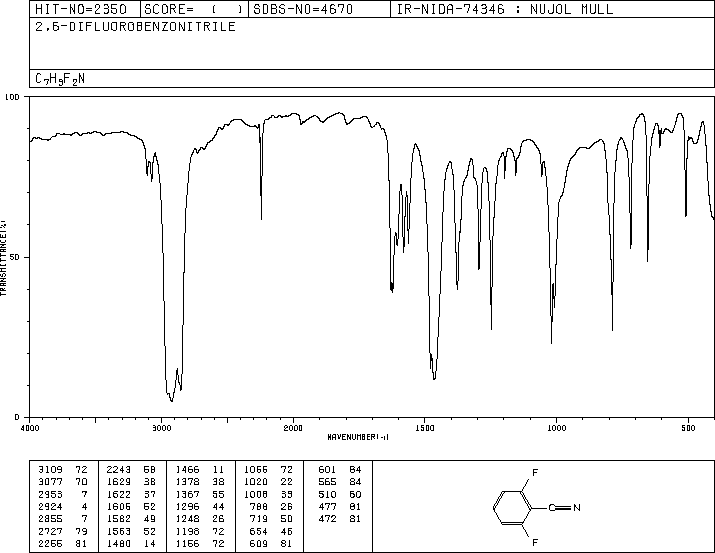 HIT-NO=2350 SCORE= ( ) SDBS-NO=4670 IR-NIDA-74346 : NUJOL MULL
2,6-DIFLUOROBENZONITRILE
C7H3F2N
100
50
0
TRANSMITTANCE(%)
4000 3000 2000 1500 1000 500
WAVENUMBER(-1)
3109 72 2243 58 1466 11 1055 72 601 84
3077 70 1629 38 1378 38 1020 22 565 84
2953 7 1622 37 1367 55 1008 33 510 60
2924 4 1606 52 1296 44 788 26 477 81
2855 7 1582 49 1248 26 719 50 472 81
2727 79 1563 52 1198 72 654 46
2266 81 1480 14 1156 72 609 81
F
C≡N
F